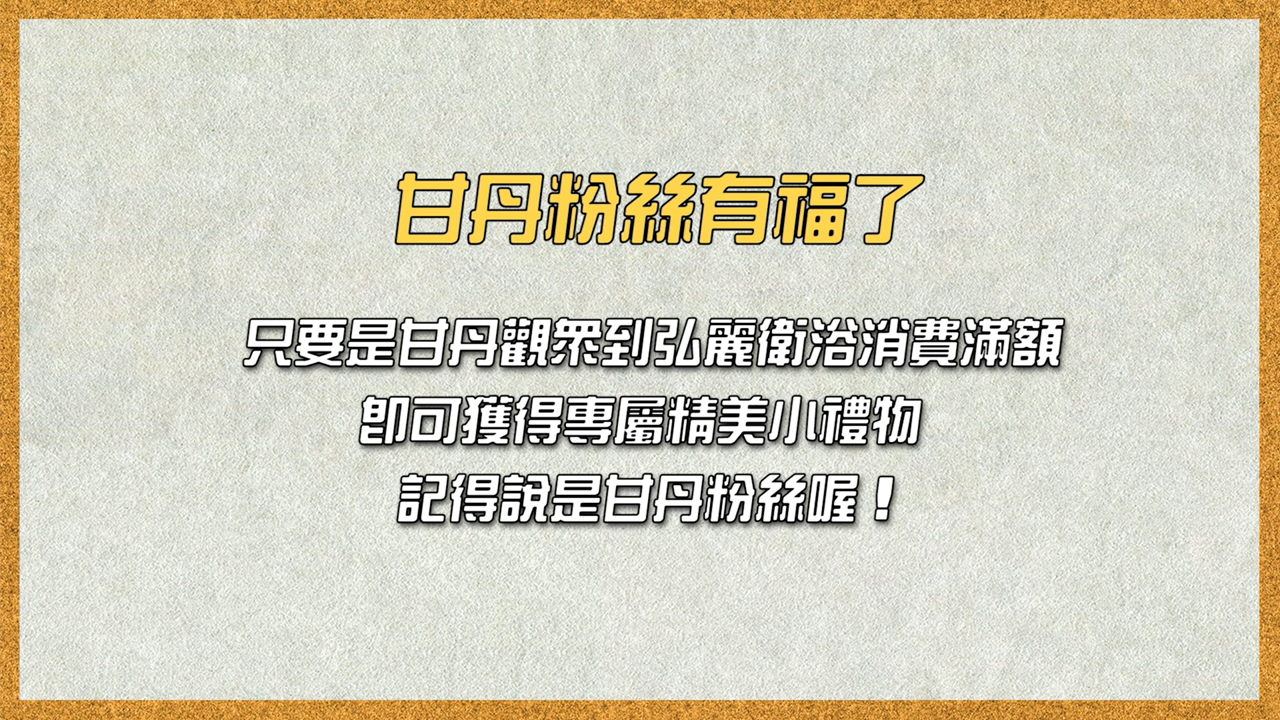 甘丹粉絲有福了
只要是甘丹觀眾到弘麗衛浴消費滿額
即可獲得專屬精美小禮物
記得說是甘丹粉絲喔！